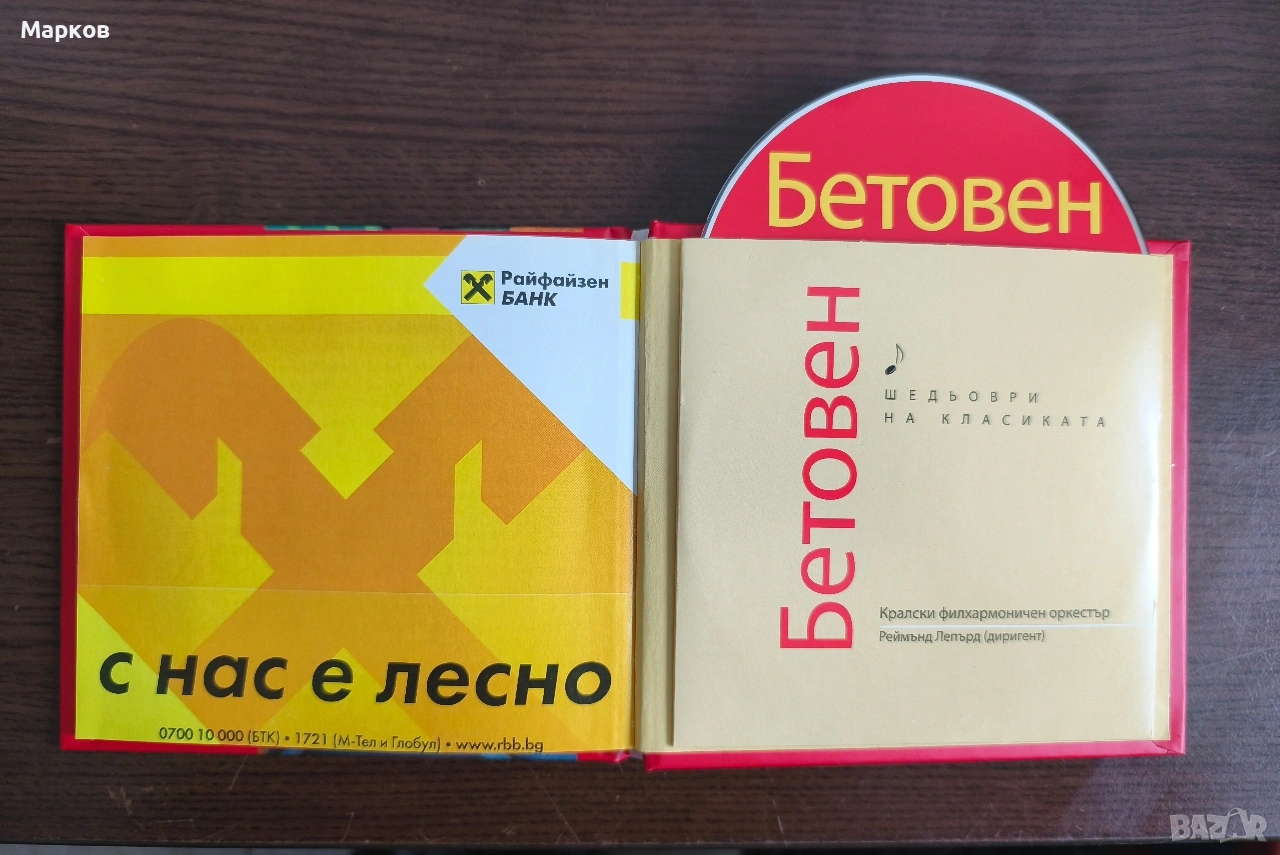 Марков
Райфайзен
БАНК
с нас е лесно
0700 10 000 (БТК) • 1721 (М-Тел и Глобул) • www.rbb.bg
Бетовен
Бетовен
ШЕДЬОВРИ
НА КЛАСИКАТА
Кралски филхармоничен оркестър
Реймънд Лепърд (диригент)
BAZAR